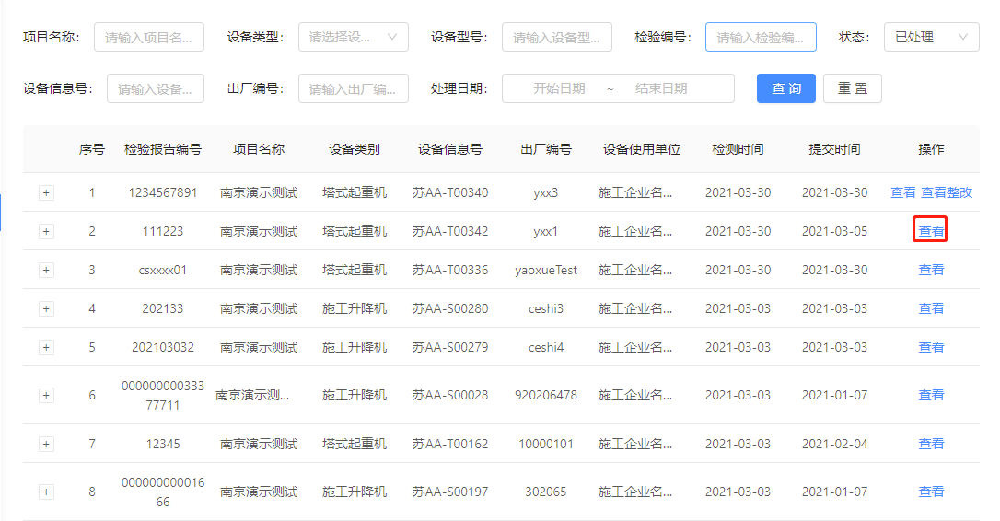 项目名称： 请输入项目名... 设备类型： 请选择设... 设备型号： 请输入设备型... 检验编号： 请输入检验编... 状态： 已处理
设备信息号： 请输入设备... 出厂编号： 请输入出厂编... 处理日期： 开始日期 ~ 结束日期 查 询 重 置
序号 检验报告编号 项目名称 设备类别 设备信息号 出厂编号 设备使用单位 检测时间 提交时间 操作
+ 1 1234567891 南京演示测试 塔式起重机 苏AA-T00340 yxx3 施工企业名... 2021-03-30 2021-03-30 查看 查看整改
+ 2 111223 南京演示测试 塔式起重机 苏AA-T00342 yxx1 施工企业名... 2021-03-30 2021-03-05 查看
+ 3 csxxxx01 南京演示测试 塔式起重机 苏AA-T00336 yaoxueTest 施工企业名... 2021-03-30 2021-03-30 查看
+ 4 202133 南京演示测试 施工升降机 苏AA-S00280 ceshi3 施工企业名... 2021-03-03 2021-03-03 查看
+ 5 202103032 南京演示测试 施工升降机 苏AA-S00279 ceshi4 施工企业名... 2021-03-03 2021-03-03 查看
+ 6 000000000333 南京演示测... 施工升降机 苏AA-S00028 920206478 施工企业名... 2021-03-03 2021-01-07 查看
77711
+ 7 12345 南京演示测试 塔式起重机 苏AA-T00162 10000101 施工企业名... 2021-03-03 2021-02-04 查看
+ 8 000000000016 南京演示测试 施工升降机 苏AA-S00197 302065 施工企业名... 2021-03-03 2021-01-07 查看
66